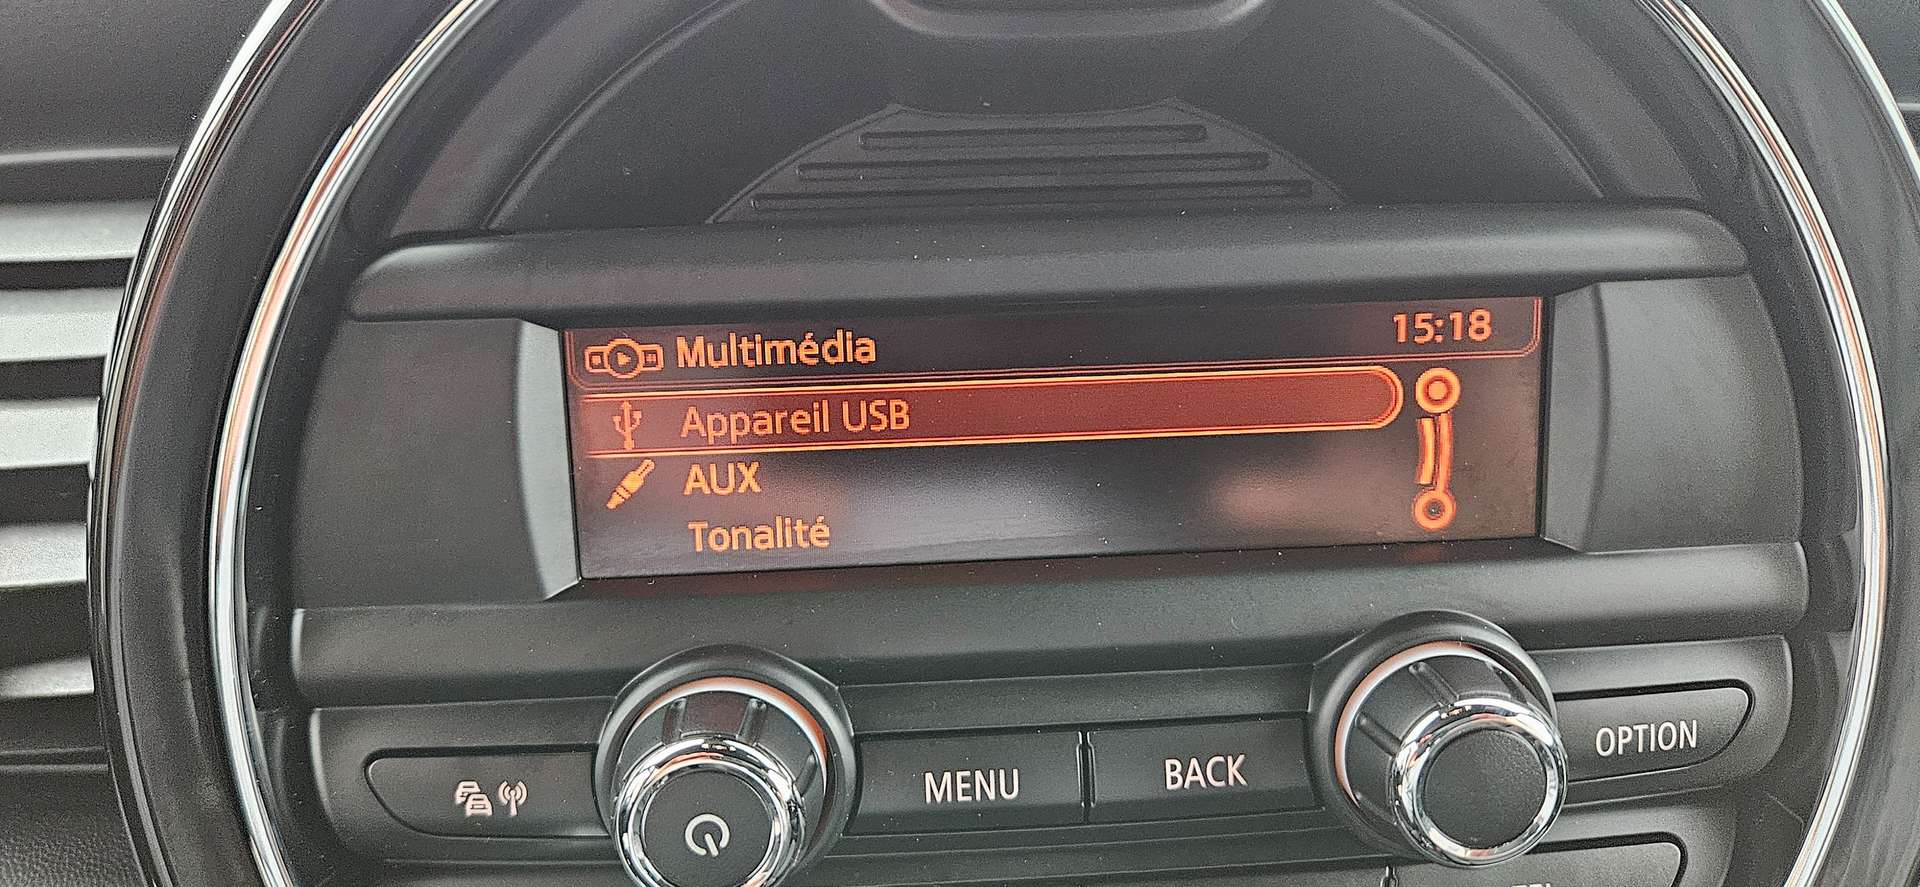 Multimédia 15:18
Appareil USB
AUX
Tonalité
MENU BACK OPTION